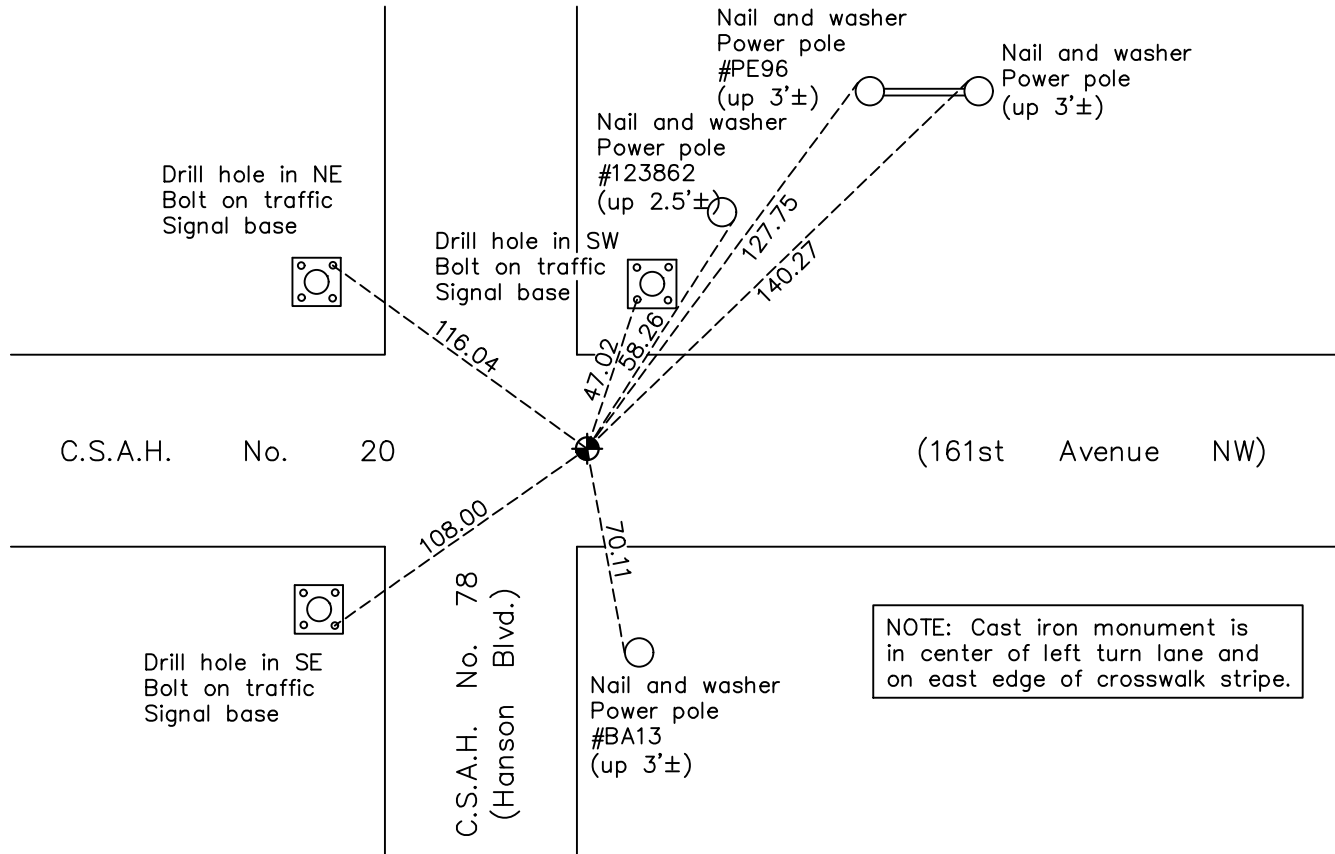 Nail and washer
Power pole
#PE96
(up 3'±)
Nail and washer
Power pole
(up 3'±)
Nail and washer
Power pole
#123862
(up 2.5'±)
Drill hole in NE
Bolt on traffic
Signal base
Drill hole in SW
Bolt on traffic
Signal base
127.75
140.27
116.04
47.02
58.26
C.S.A.H. No. 20
(161st Avenue NW)
108.00
70.11
Drill hole in SE
Bolt on traffic
Signal base
C.S.A.H. No. 78
(Hanson Blvd.)
Nail and washer
Power pole
#BA13
(up 3'±)
NOTE: Cast iron monument is
in center of left turn lane and
on east edge of crosswalk stripe.